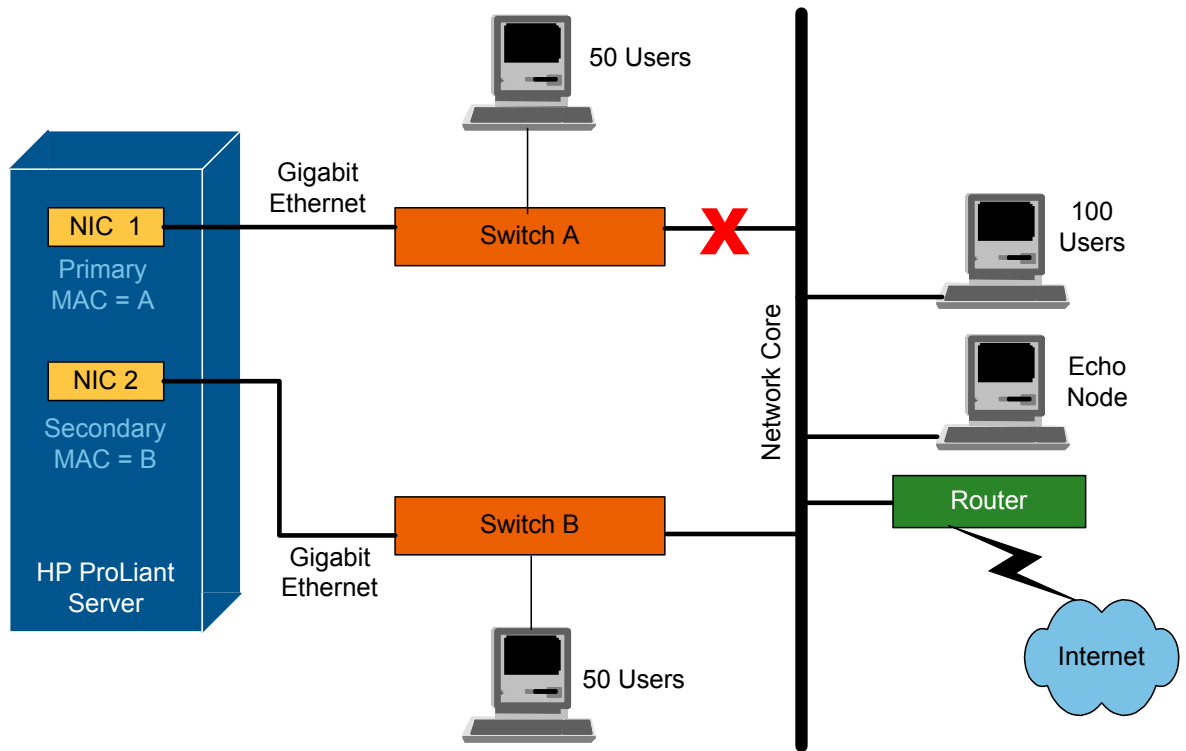 50 Users
Gigabit
Ethernet
NIC 1
Primary
MAC = A
Switch A
100
Users
NIC 2
Secondary
MAC = B
Network Core
Echo
Node
Switch B
Router
Gigabit
Ethernet
HP ProLiant
Server
50 Users
Internet